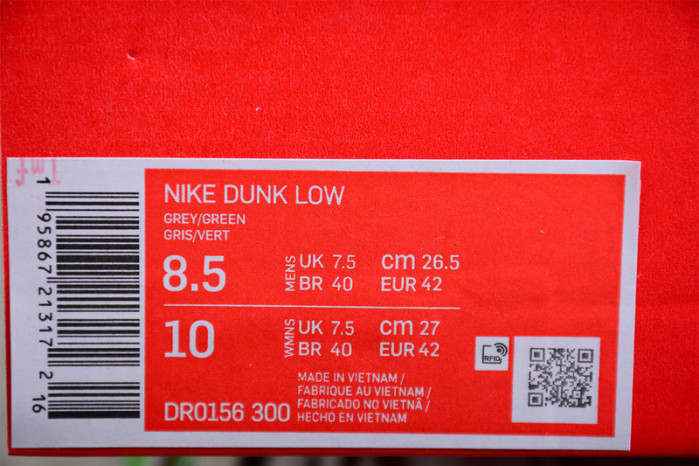 NIKE DUNK LOW
GREY/GREEN
GRIS/VERT
8.5 MENS UK 7.5 cm 26.5
BR 40 EUR 42
10 WMNS UK 7.5 cm 27
BR 40 EUR 42
MADE IN VIETNAM /
FABRIQUE AU VIETNAM /
FABRICADO NO VIETNÃ /
HECHO EN VIETNAM
DR0156 300
RFID
1 95867 21317 2 16